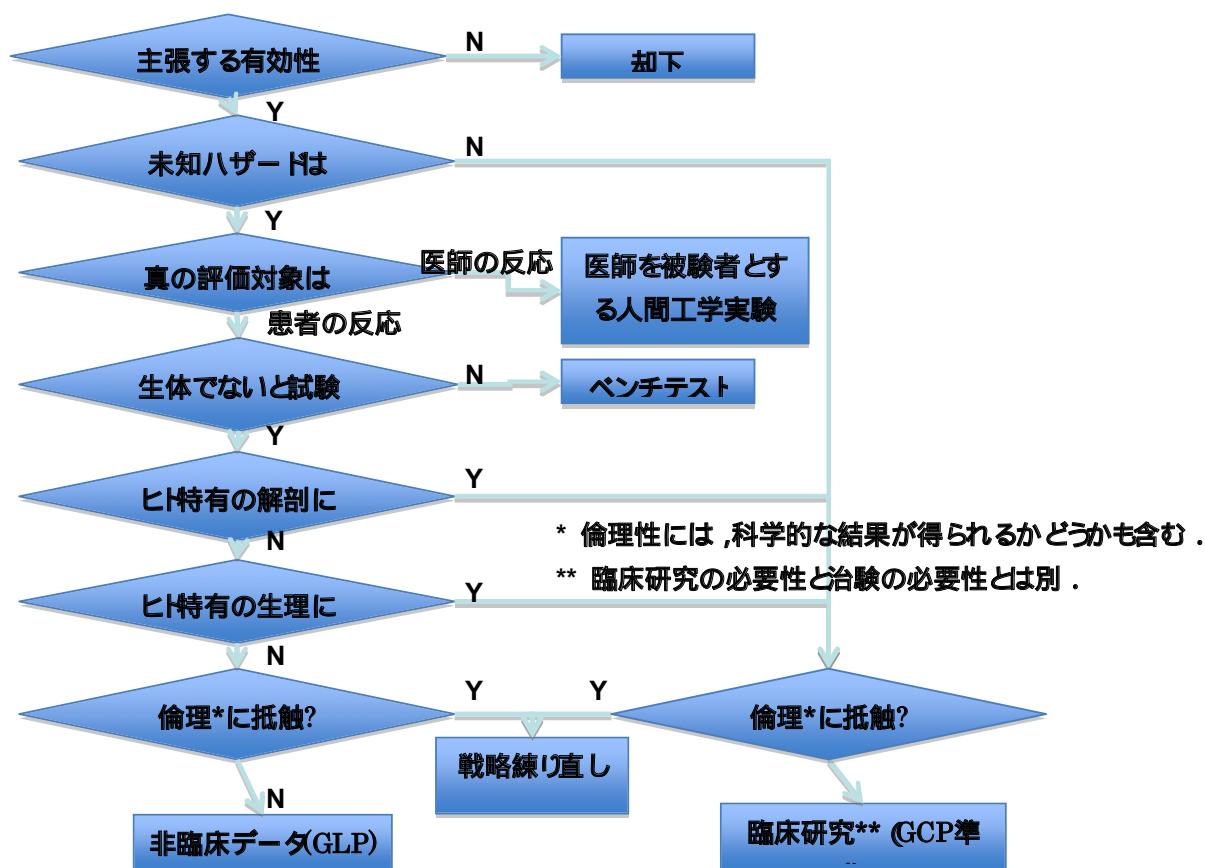 主張する有効性
N
却下
Y
未知ハザードは
N
Y
真の評価対象は
医師の反応
医師を被験者とす
る人間工学実験
患者の反応
生体でないと試験
N
ベンチテスト
Y
ヒト特有の解剖に
Y
* 倫理性には,科学的な結果が得られるかどうかも含む.
** 臨床研究の必要性と治験の必要性とは別.
N
ヒト特有の生理に
Y
N
倫理*に抵触?
Y
Y
倫理*に抵触?
戦略練り直し
N
非臨床データ(GLP)
臨床研究** (GCP準